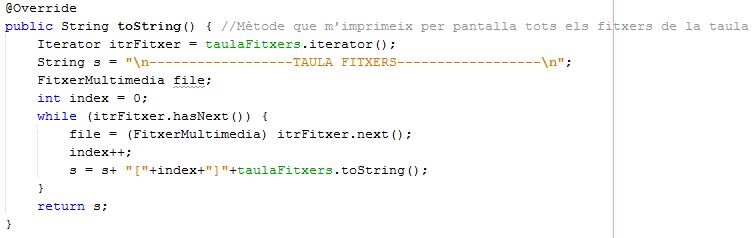 @Override
public String toString() { //Mètode que m'imprimeix per pantalla tots els fitxers de la taula
    Iterator itrFitxer = taulaFitxers.iterator();
    String s = "\n------------------TAULA FITXERS------------------\n";
    FitxerMultimedia file;
    int index = 0;
    while (itrFitxer.hasNext()) {
        file = (FitxerMultimedia) itrFitxer.next();
        index++;
        s = s+ "["+index+"]"+taulaFitxers.toString();
    }
    return s;
}